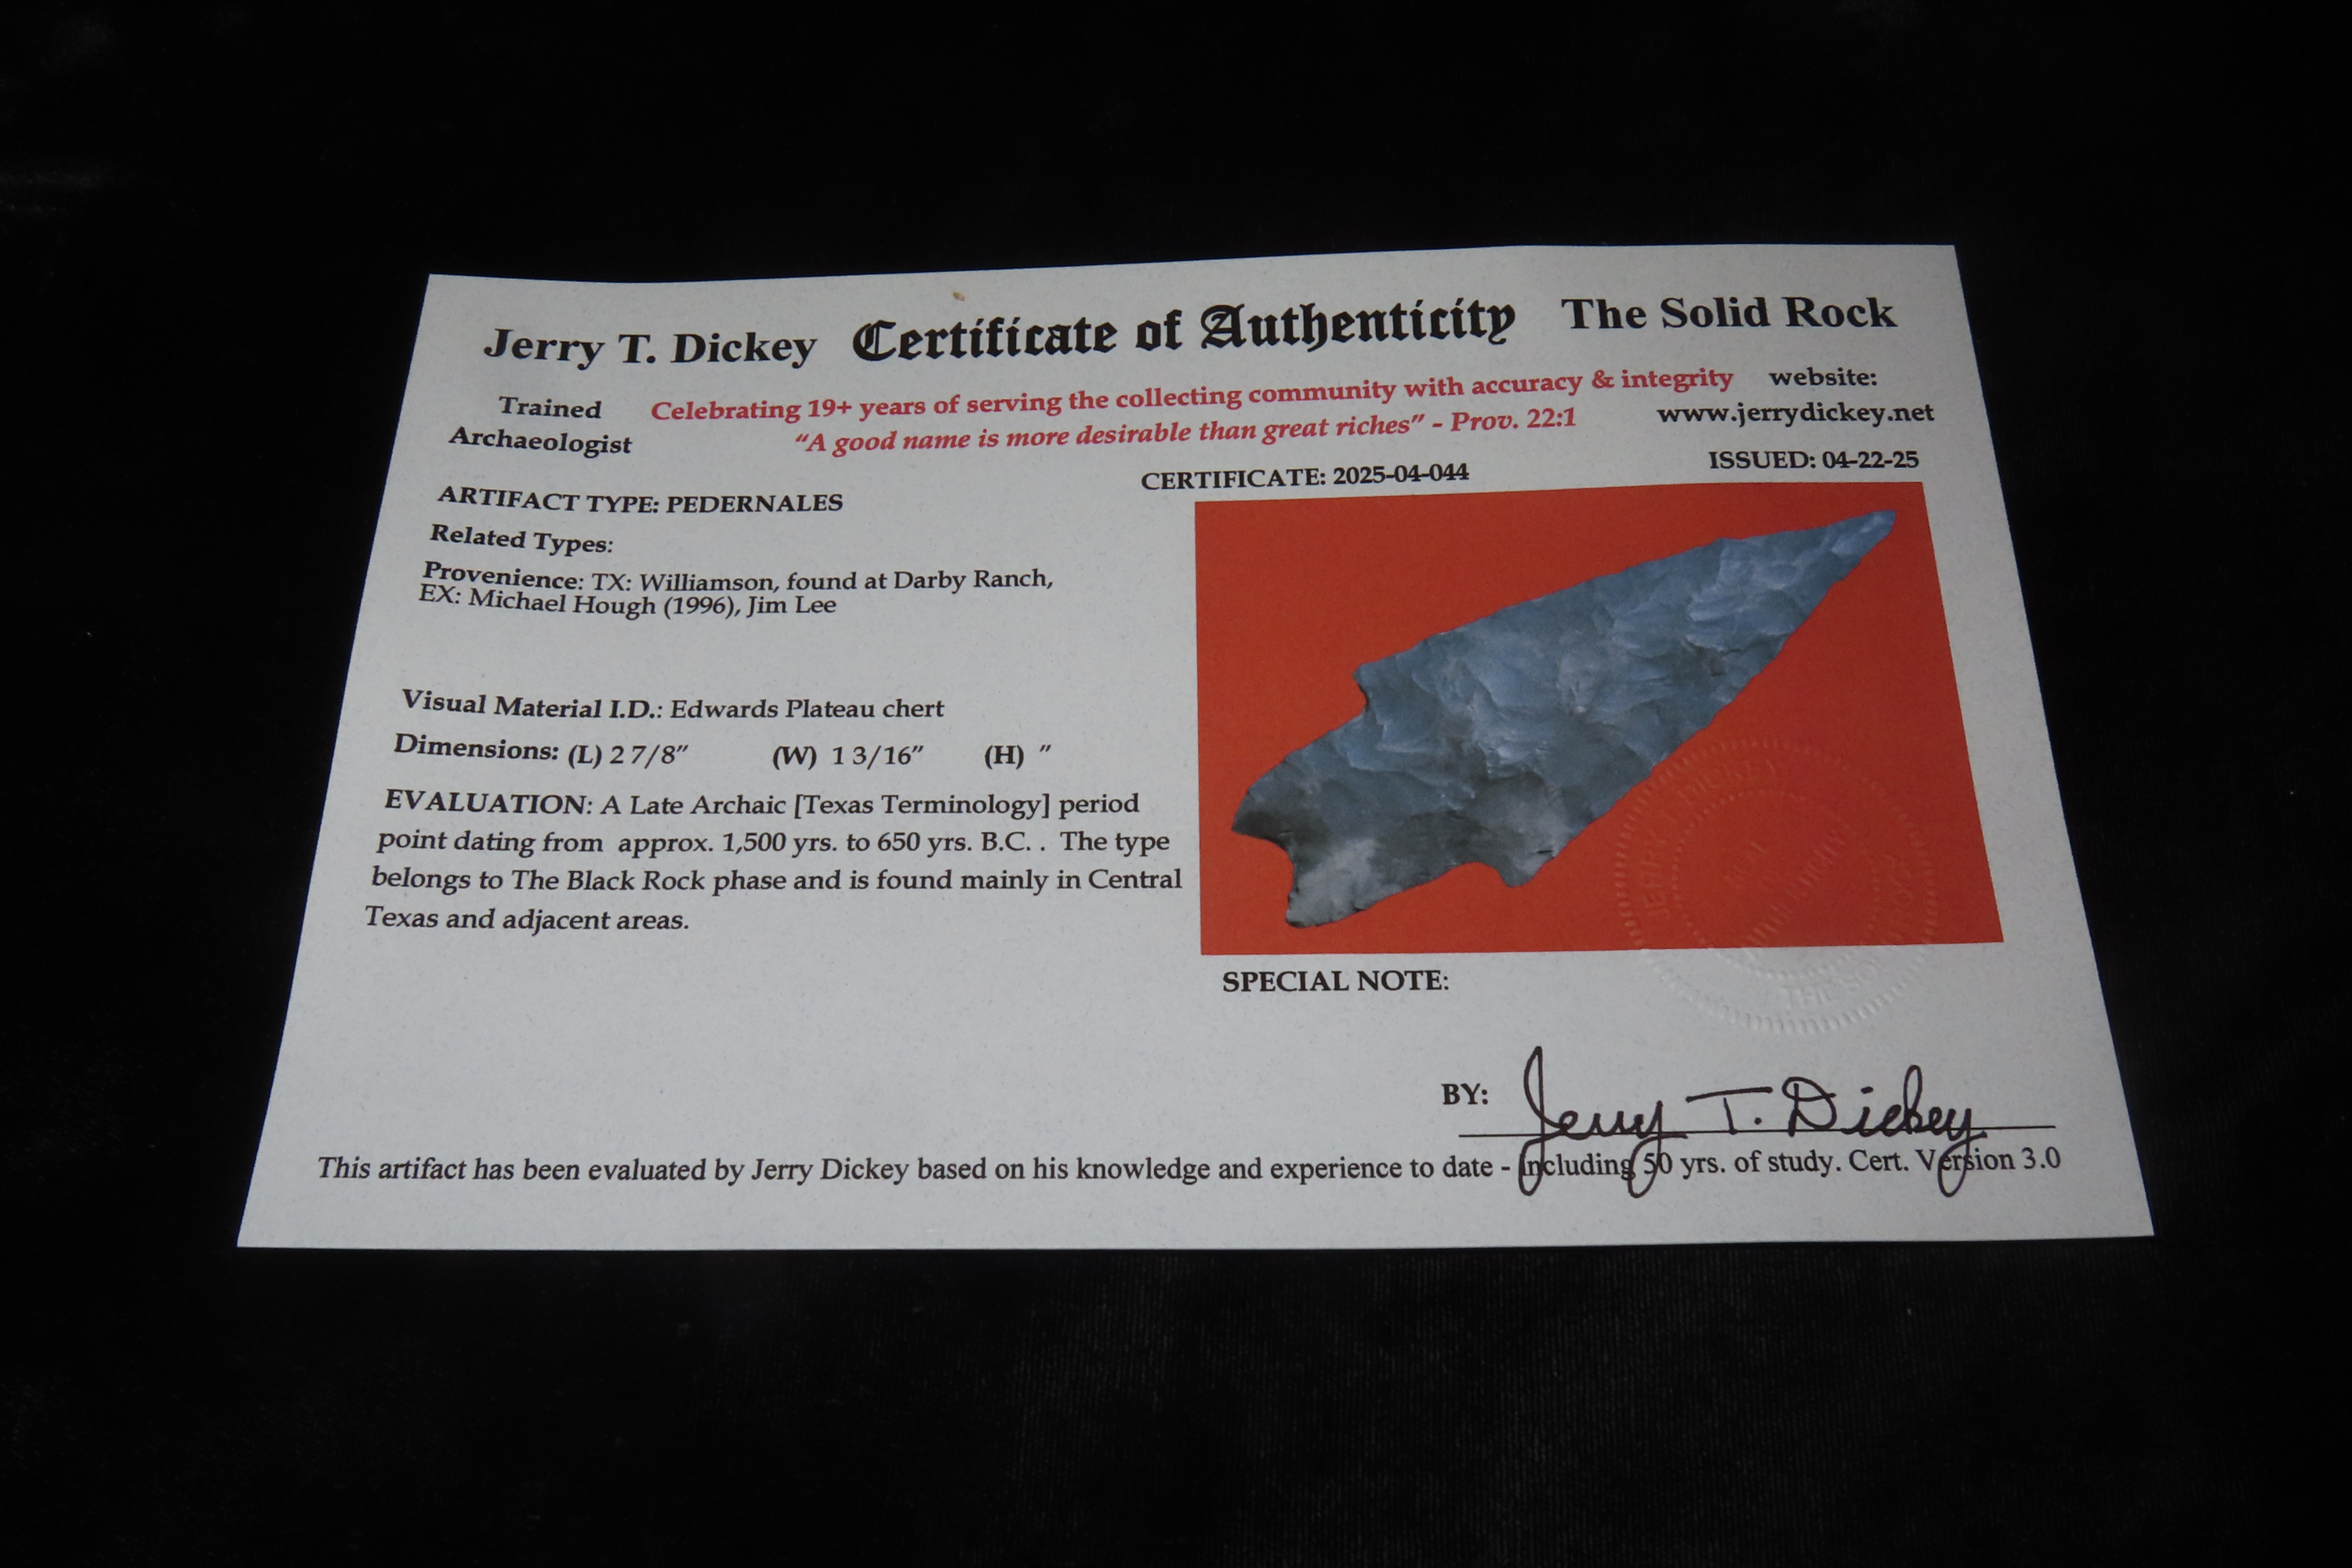 Jerry T. Dickey Certificate of Authenticity The Solid Rock
Trained
Archaeologist
Celebrating 19+ years of serving the collecting community with accuracy & integrity
“A good name is more desirable than great riches” - Prov. 22:1
website:
www.jerrydickey.net
CERTIFICATE: 2025-04-044
ISSUED: 04-22-25
ARTIFACT TYPE: PEDERNALES
Related Types:
Provenience: TX: Williamson, found at Darby Ranch,
EX: Michael Hough (1996), Jim Lee
Visual Material I.D.: Edwards Plateau chert
Dimensions: (L) 2 7/8” (W) 1 3/16” (H) ”
EVALUATION: A Late Archaic [Texas Terminology] period
point dating from approx. 1,500 yrs. to 650 yrs. B.C. . The type
belongs to The Black Rock phase and is found mainly in Central
Texas and adjacent areas.
JERRY T. DICKEY
SPECIAL NOTE:
BY: Jerry T. Dickey
This artifact has been evaluated by Jerry Dickey based on his knowledge and experience to date - including 50 yrs. of study. Cert. Version 3.0